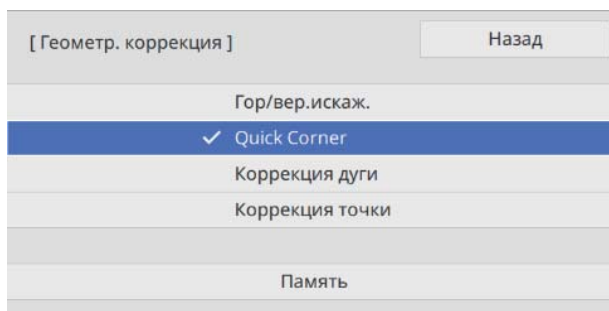 [ Геометр. коррекция ]
Назад
Гор/вер.искаж.
✓ Quick Corner
Коррекция дуги
Коррекция точки
Память